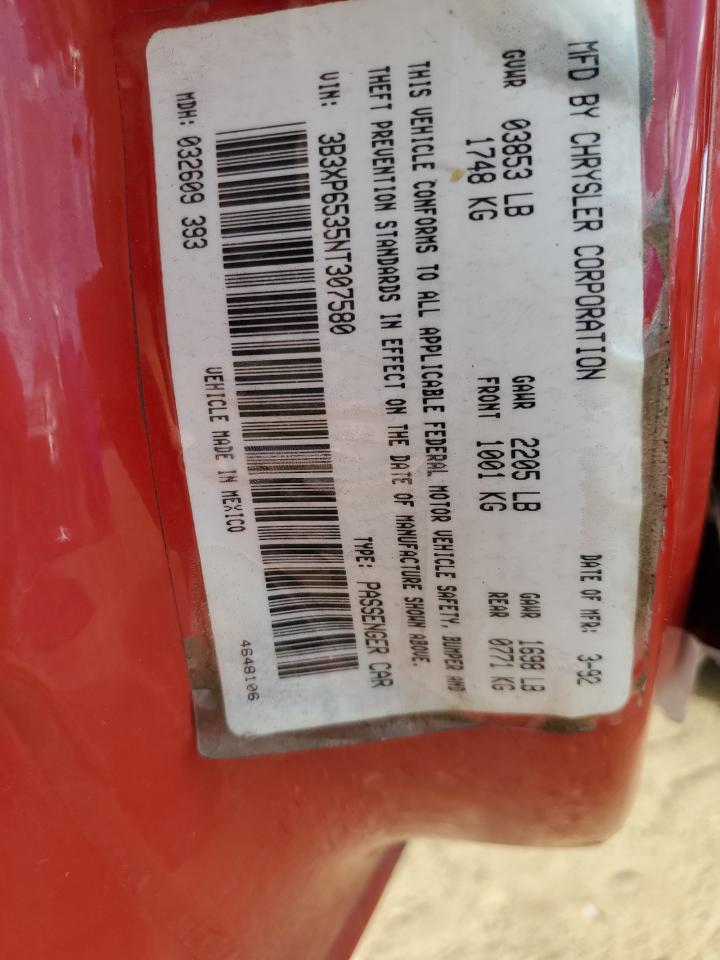 MFD BY CHRYSLER CORPORATION DATE OF MFR: 3-92
GVWR 03853 LB GAWR 2205 LB GAWR 1698 LB
1748 KG FRONT 1001 KG REAR 0771 KG
THIS VEHICLE CONFORMS TO ALL APPLICABLE FEDERAL MOTOR VEHICLE SAFETY, BUMPER AND
THEFT PREVENTION STANDARDS IN EFFECT ON THE DATE OF MANUFACTURE SHOWN ABOVE.
VIN: 3B3XP6535NT307580 TYPE: PASSENGER CAR
MDH: 032609 393 VEHICLE MADE IN MEXICO 4648106